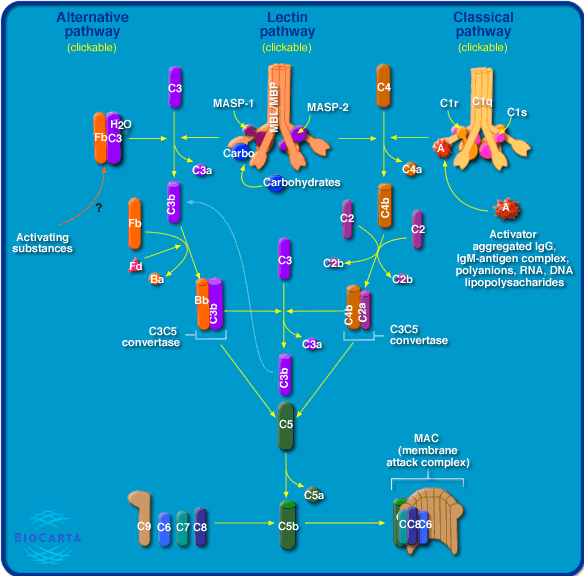 Alternative
pathway
(clickable)
Lectin
pathway
(clickable)
Classical
pathway
(clickable)
C3
MBL/MBP
MASP-1
MASP-2
C4
C1r
C1q
C1s
H2O
Fb
C3
Carbo
A
C3a
C4a
Carbohydrates
?
C3b
C4b
A
Activating
substances
Fb
C2
C2
Activator
aggregated IgG,
IgM-antigen complex,
polyanions, RNA, DNA
lipopolysacharides
Fd
Ba
C3
C2b
C2b
Bb
C3b
C4b
C2a
C3C5
convertase
C3a
C3C5
convertase
C3b
C5
MAC
(membrane
attack complex)
C5a
C9
C6
C7
C8
C5b
C
C
C8
C6
BIOCARTA